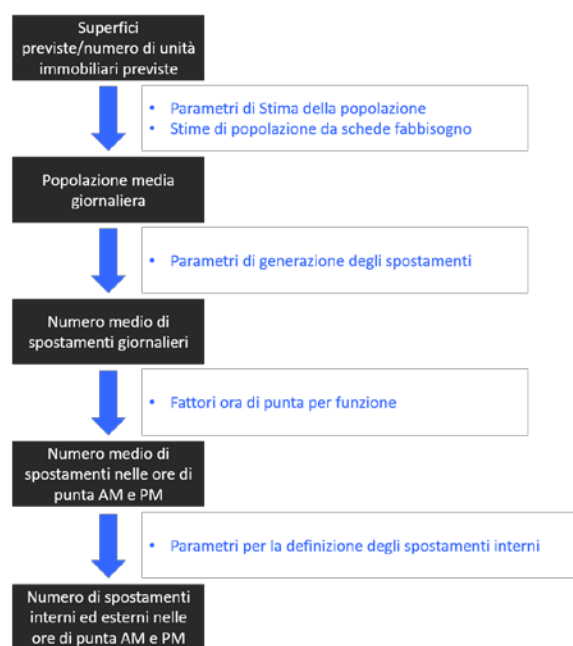 Superfici
previste/numero di unità
immobiliari previste
• Parametri di Stima della popolazione
• Stime di popolazione da schede fabbisogno
Popolazione media
giornaliera
• Parametri di generazione degli spostamenti
Numero medio di
spostamenti giornalieri
• Fattori ora di punta per funzione
Numero medio di
spostamenti nelle ore di
punta AM e PM
• Parametri per la definizione degli spostamenti interni
Numero di spostamenti
interni ed esterni nelle
ore di punta AM e PM